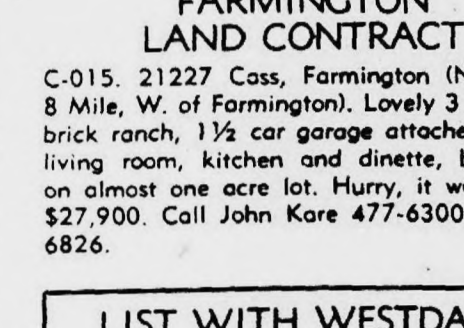 FARMINGTON
LAND CONTRACT
C-015. 21227 Cass, Farmington (N
8 Mile, W. of Farmington). Lovely 3
brick ranch, 1½ car garage attache
living room, kitchen and dinette,
on almost one acre lot. Hurry, it w
$27,900. Call John Kare 477-6300
6826.
LIST WITH WESTDA